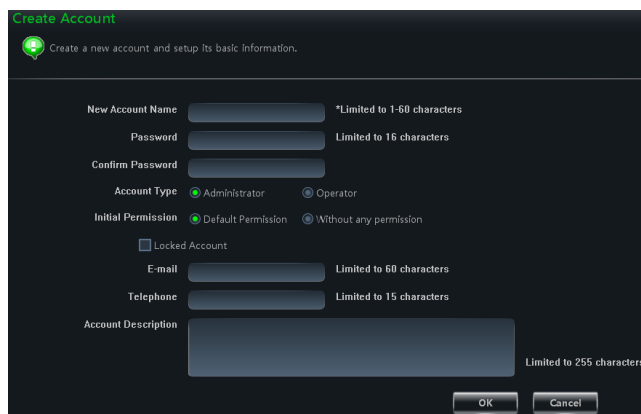 Create Account
Create a new account and setup its basic information.
New Account Name *Limited to 1-60 characters
Password Limited to 16 characters
Confirm Password
Account Type Administrator Operator
Initial Permission Default Permission Without any permission
Locked Account
E-mail Limited to 60 characters
Telephone Limited to 15 characters
Account Description
Limited to 255 characters
OK Cancel